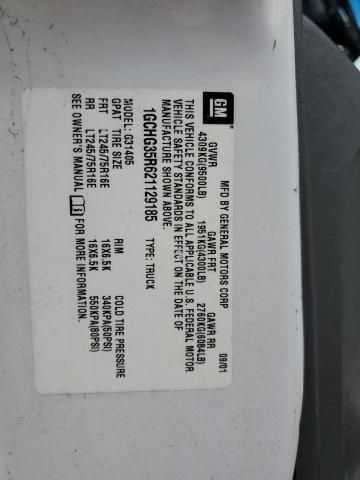 GM
MFD BY GENERAL MOTORS CORP 09/01
GVWR GAWR FRT GAWR RR
4309KG(9500LB) 1951KG(4300LB) 2760KG(6084LB)
THIS VEHICLE CONFORMS TO ALL APPLICABLE U.S. FEDERAL MOTOR
VEHICLE SAFETY STANDARDS IN EFFECT ON THE DATE OF
MANUFACTURE SHOWN ABOVE.
1GCHG35R621129185 TYPE: TRUCK
MODEL: G31405
GPAT TIRE SIZE RIM COLD TIRE PRESSURE
FRT LT245/75R16E 16X6.5K 340KPA(50PSI)
RR LT245/75R16E 16X6.5K 550KPA(80PSI)
SEE OWNER'S MANUAL FOR MORE INFORMATION.